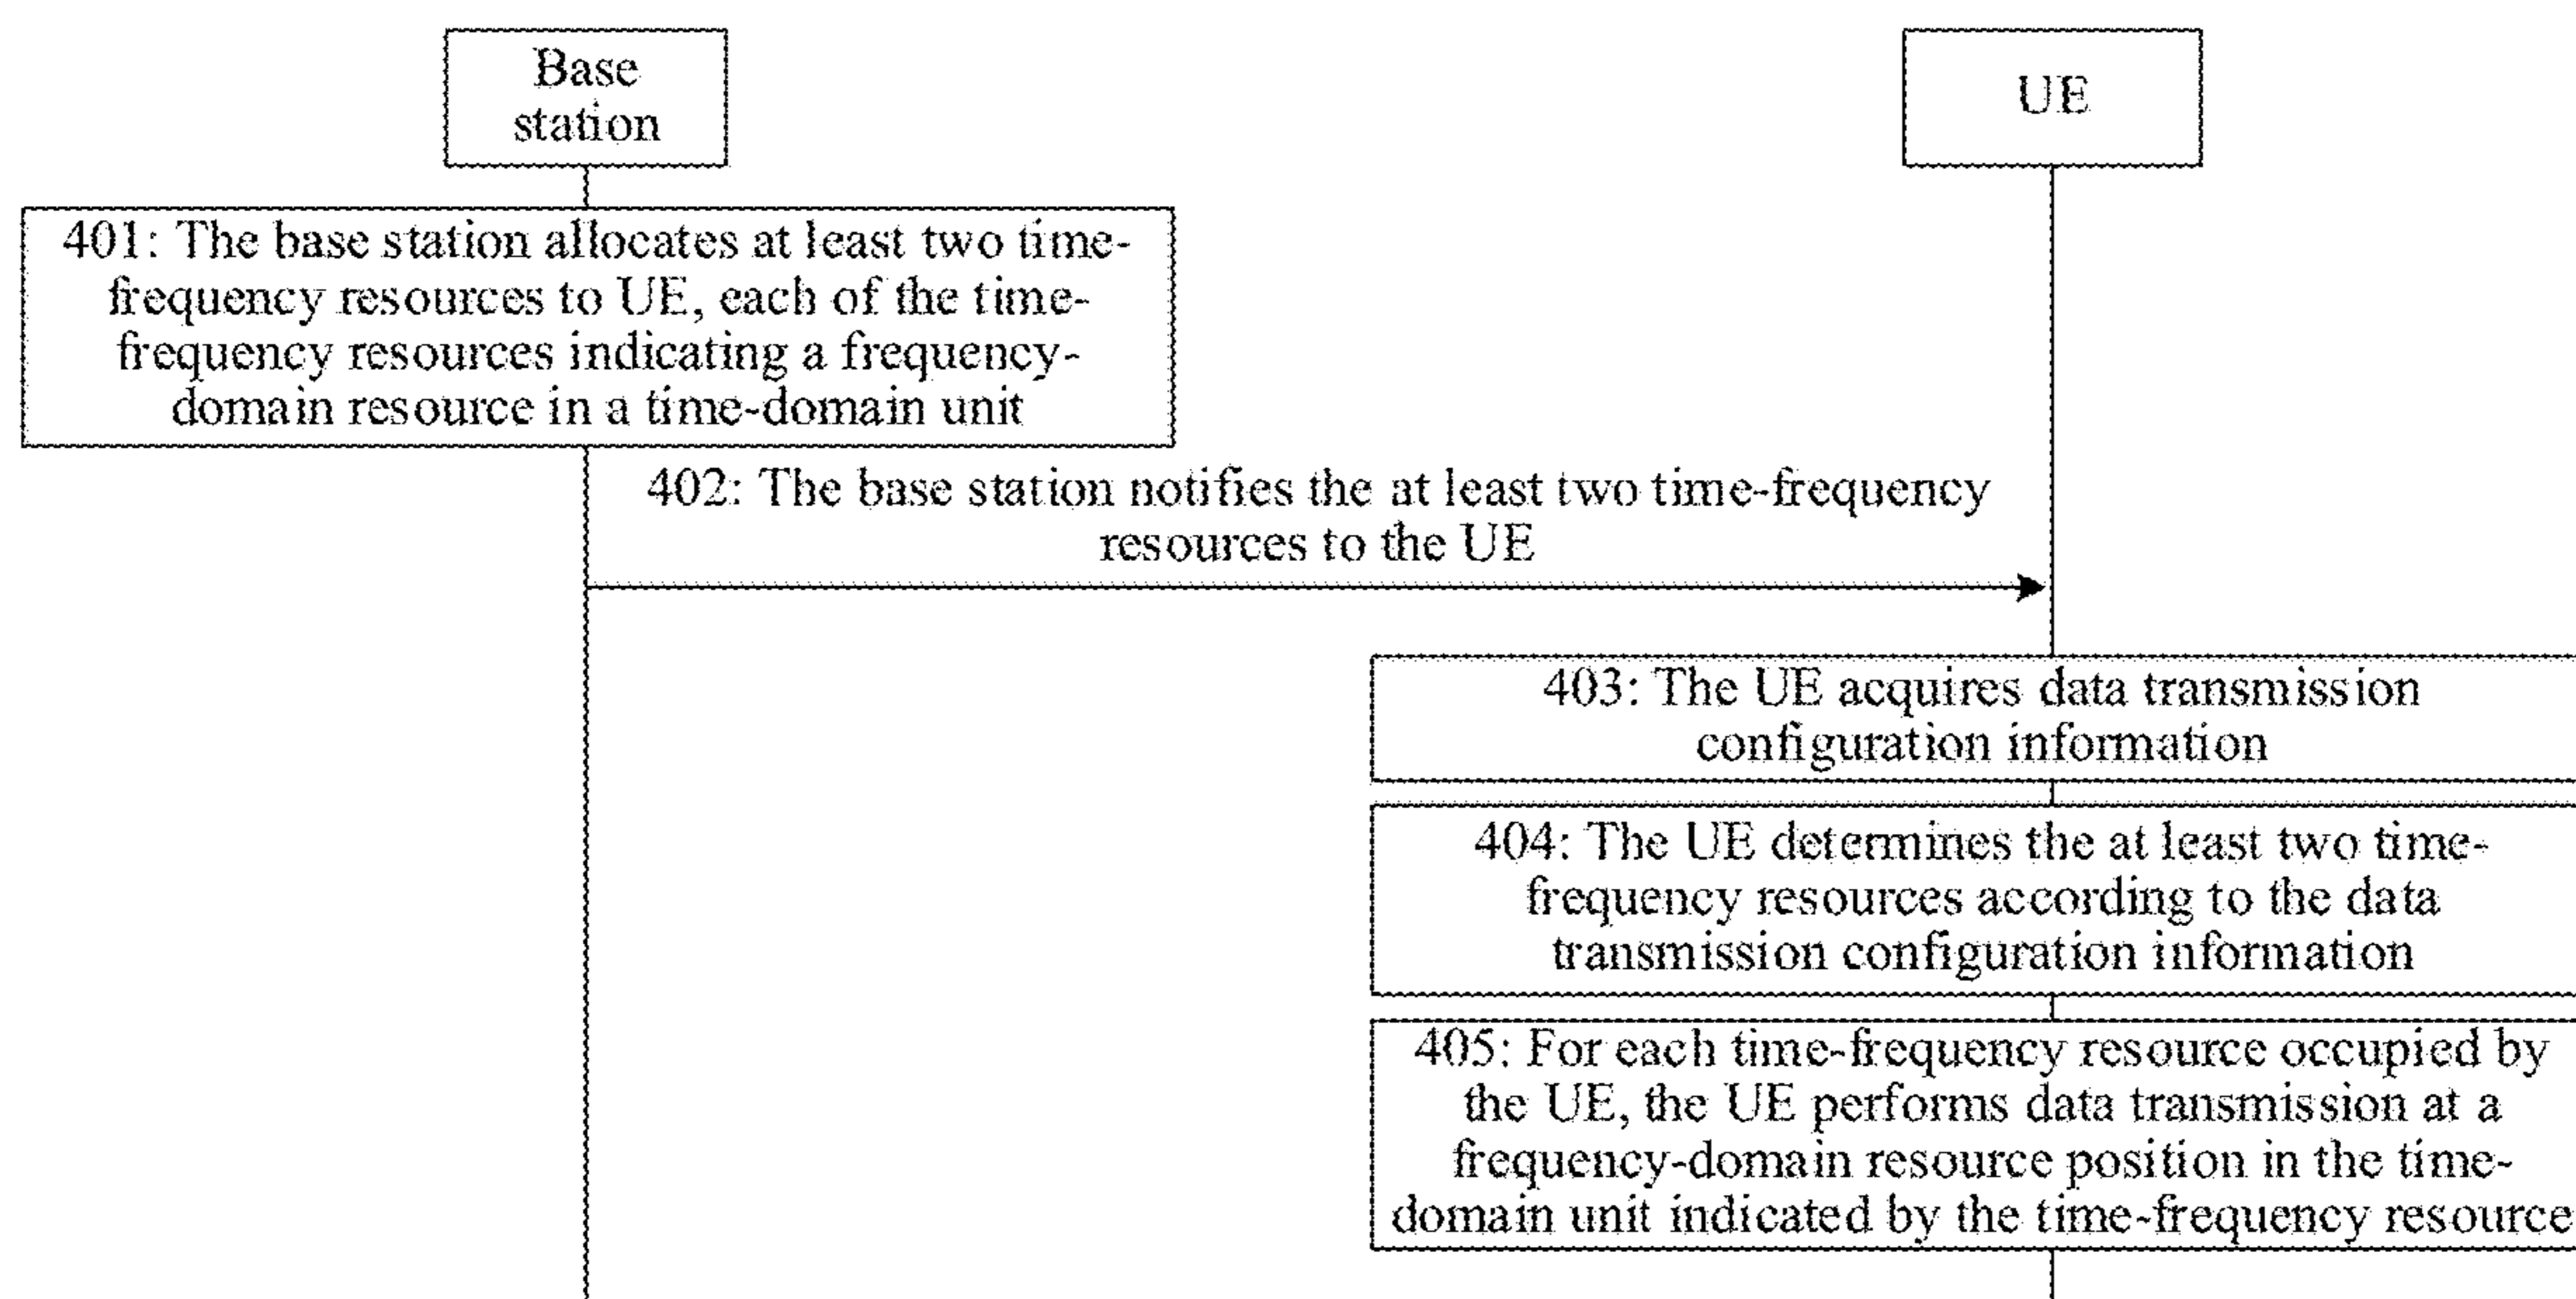 Base
station
UE
401: The base station allocates at least two time-
frequency resources to UE, each of the time-
frequency resources indicating a frequency-
domain resource in a time-domain unit
402: The base station notifies the at least two time-frequency
resources to the UE
403: The UE acquires data transmission
configuration information
404: The UE determines the at least two time-
frequency resources according to the data
transmission configuration information
405: For each time-frequency resource occupied by
the UE, the UE performs data transmission at a
frequency-domain resource position in the time-
domain unit indicated by the time-frequency resource